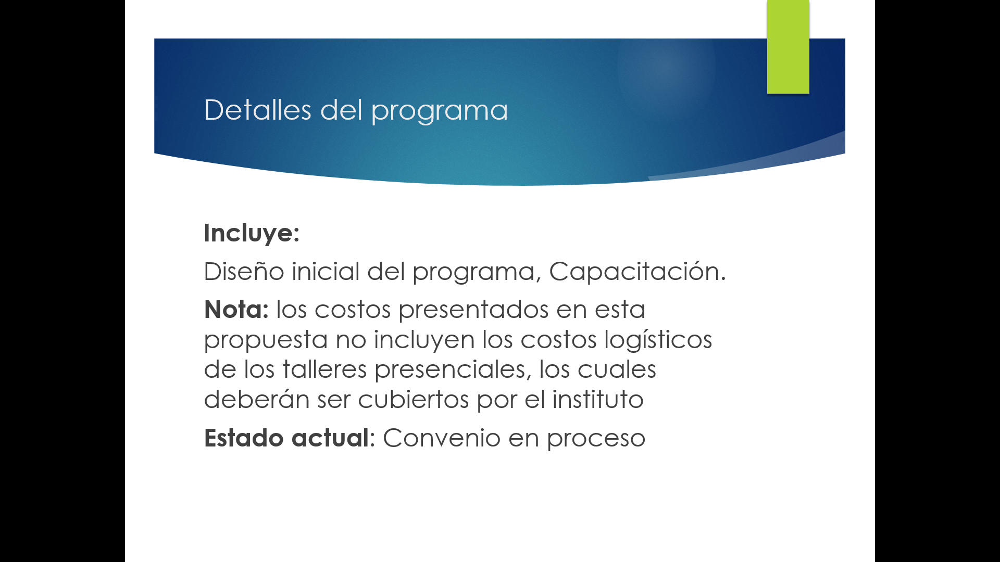 Detalles del programa
Incluye:
Diseño inicial del programa, Capacitación.
Nota: los costos presentados en esta
propuesta no incluyen los costos logísticos
de los talleres presenciales, los cuales
deberán ser cubiertos por el instituto
Estado actual: Convenio en proceso